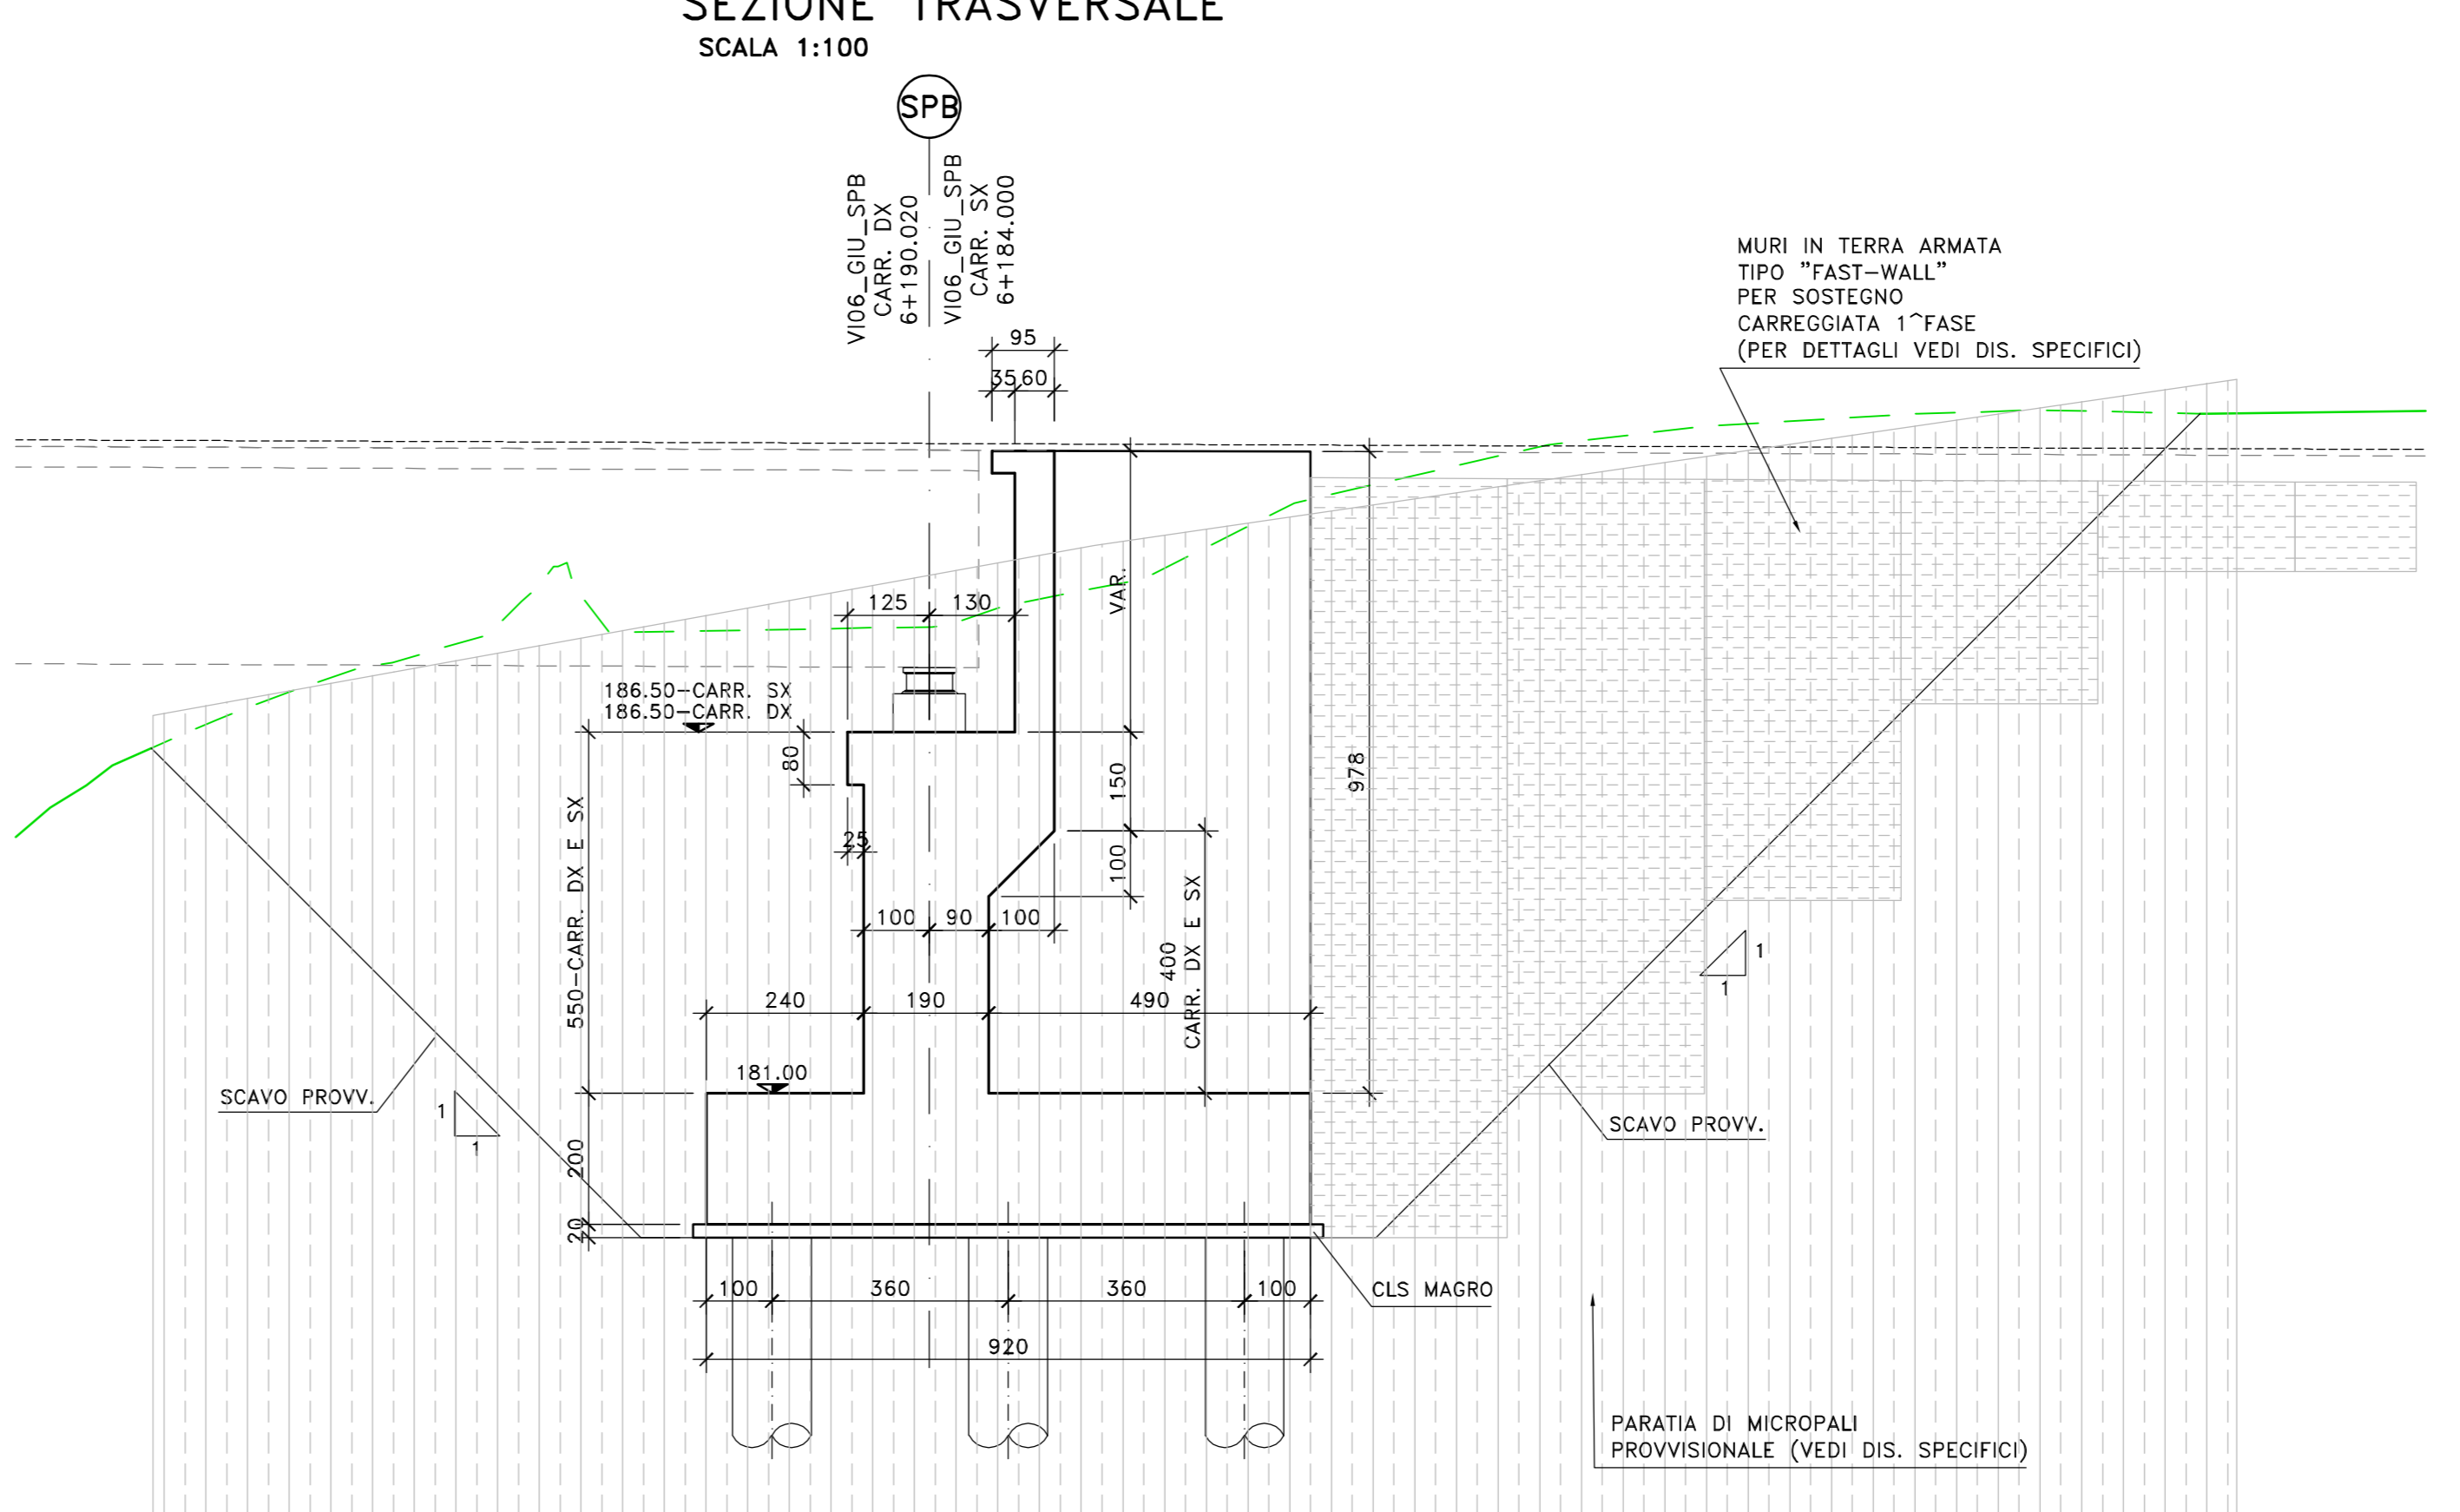 SEZIONE TRASVERSALE
SCALA 1:100
SPB
VI06_GIU_SPB
CARR. DX
6+190.020
VI06_GIU_SPB
CARR. SX
6+184.000
MURI IN TERRA ARMATA
TIPO "FAST-WALL"
PER SOSTEGNO
CARREGGIATA 1^FASE
(PER DETTAGLI VEDI DIS. SPECIFICI)
95
35 60
VAR.
125 130
186.50-CARR. SX
186.50-CARR. DX
80
150
978
25
100
550-CARR. DX E SX
100 90 100
400
CARR. DX E SX
1
1
240 190 490
181.00
SCAVO PROVV.
1
1
SCAVO PROVV.
200
20
100 360 360 100
CLS MAGRO
920
PARATIA DI MICROPALI
PROVVISIONALE (VEDI DIS. SPECIFICI)